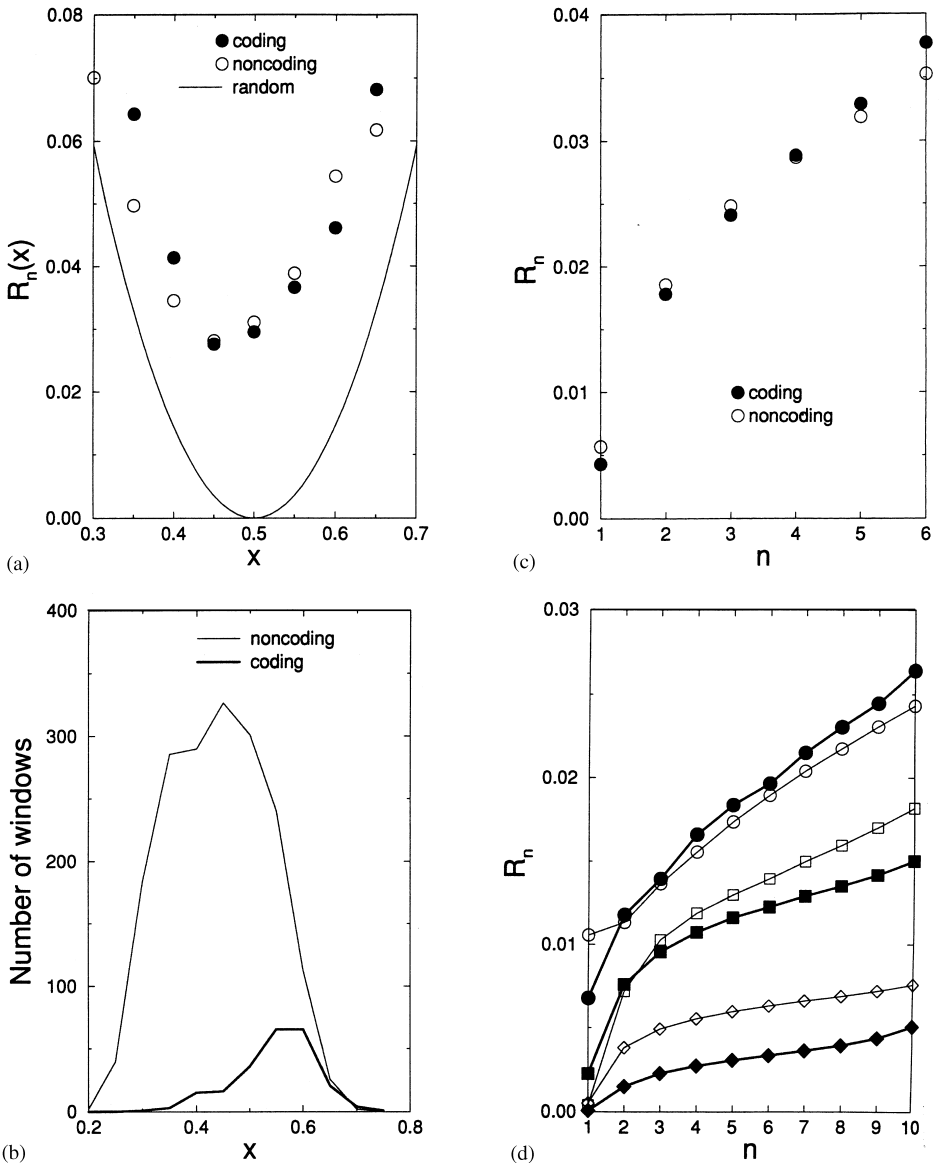 0.08
0.06
0.04
0.02
0.00
Rn(x)
coding
noncoding
random
0.3
0.4
0.5
0.6
0.7
x
(a)
0.04
0.03
0.02
0.01
0.00
Rn
coding
noncoding
1
2
3
4
5
6
n
(c)
400
300
200
100
0
Number of windows
noncoding
coding
0.2
0.4
0.6
0.8
x
(b)
0.03
0.02
0.01
0.00
Rn
1
2
3
4
5
6
7
8
9
10
n
(d)